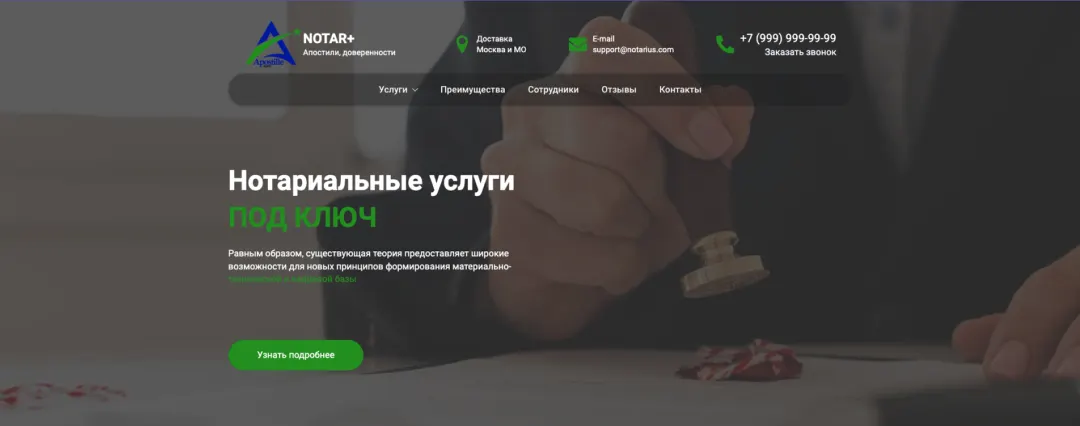 Apostille
NOTAR+
Апостили, доверенности
Доставка
Москва и МО
E-mail
support@notarius.com
+7 (999) 999-99-99
Заказать звонок
Услуги
Преимущества
Сотрудники
Отзывы
Контакты
Нотариальные услуги
ПОД КЛЮЧ
Равным образом, существующая теория предоставляет широкие
возможности для новых принципов формирования материально-
технической и кадровой базы
Узнать подробнее